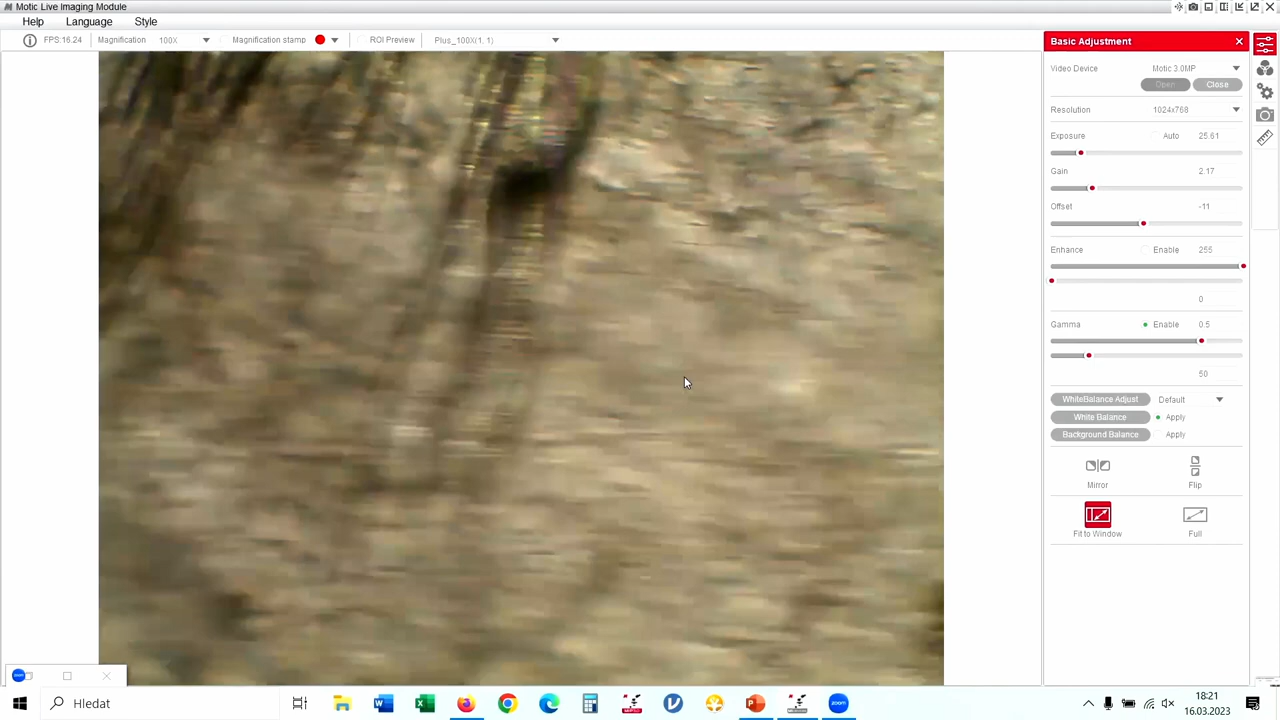 Motic Live Imaging Module
Help Language Style
FPS:16.24 Magnification 100X Magnification stamp ROI Preview Plus_100X(1, 1)
Basic Adjustment
Video Device Motic 3.0MP
Open Close
Resolution 1024x768
Exposure Auto 25.61
Gain 2.17
Offset -11
Enhance Enable 255
0
Gamma Enable 0.5
50
WhiteBalance Adjust Default
White Balance Apply
Background Balance Apply
Mirror Flip
Fit to Window Full
zoom
Hledat
zoom
18:21
16.03.2023